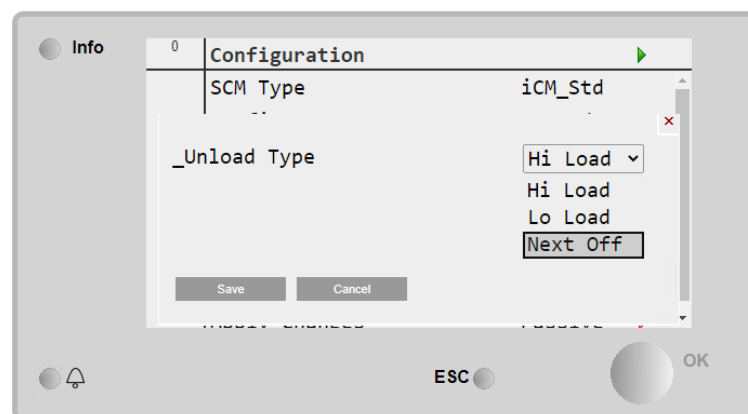 Info
0 Configuration
SCM Type iCM_Std
_Unload Type Hi Load
Hi Load
Lo Load
Next Off
Save Cancel
ESC
OK